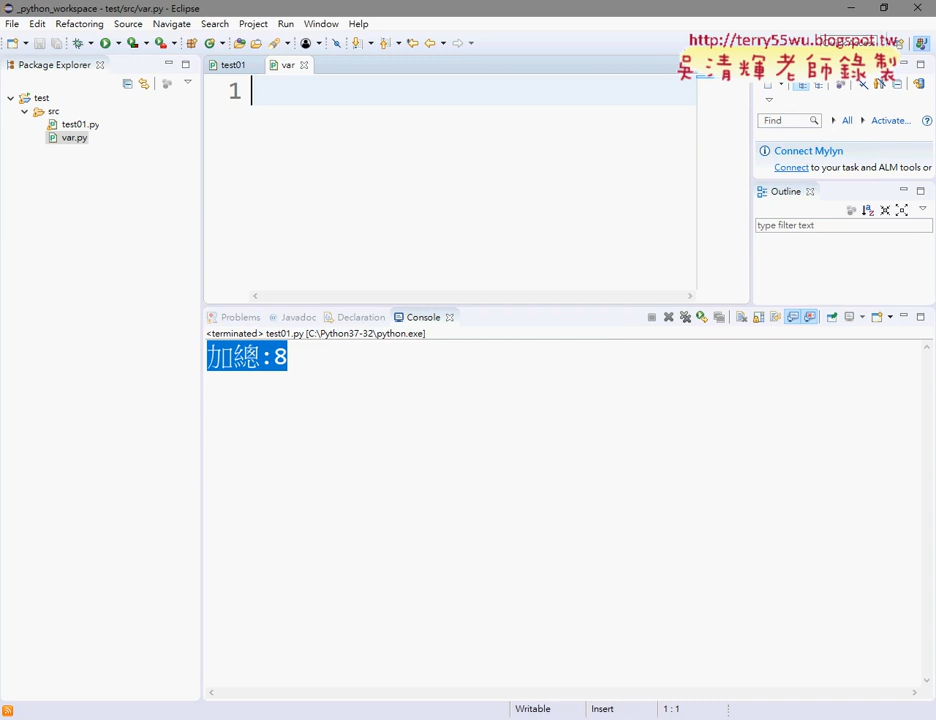 _python_workspace - test/src/var.py - Eclipse
File Edit Refactoring Source Navigate Search Project Run Window Help
http://terry55wu.blogspot.tw
吳清輝老師錄製
Package Explorer
test01
var
1
test
src
test01.py
var.py
Find
All
Activate...
Connect Mylyn
Connect to your task and ALM tools or
Outline
type filter text
Problems
Javadoc
Declaration
Console
<terminated> test01.py [C:\Python37-32\python.exe]
加總:8
Writable
Insert
1 : 1